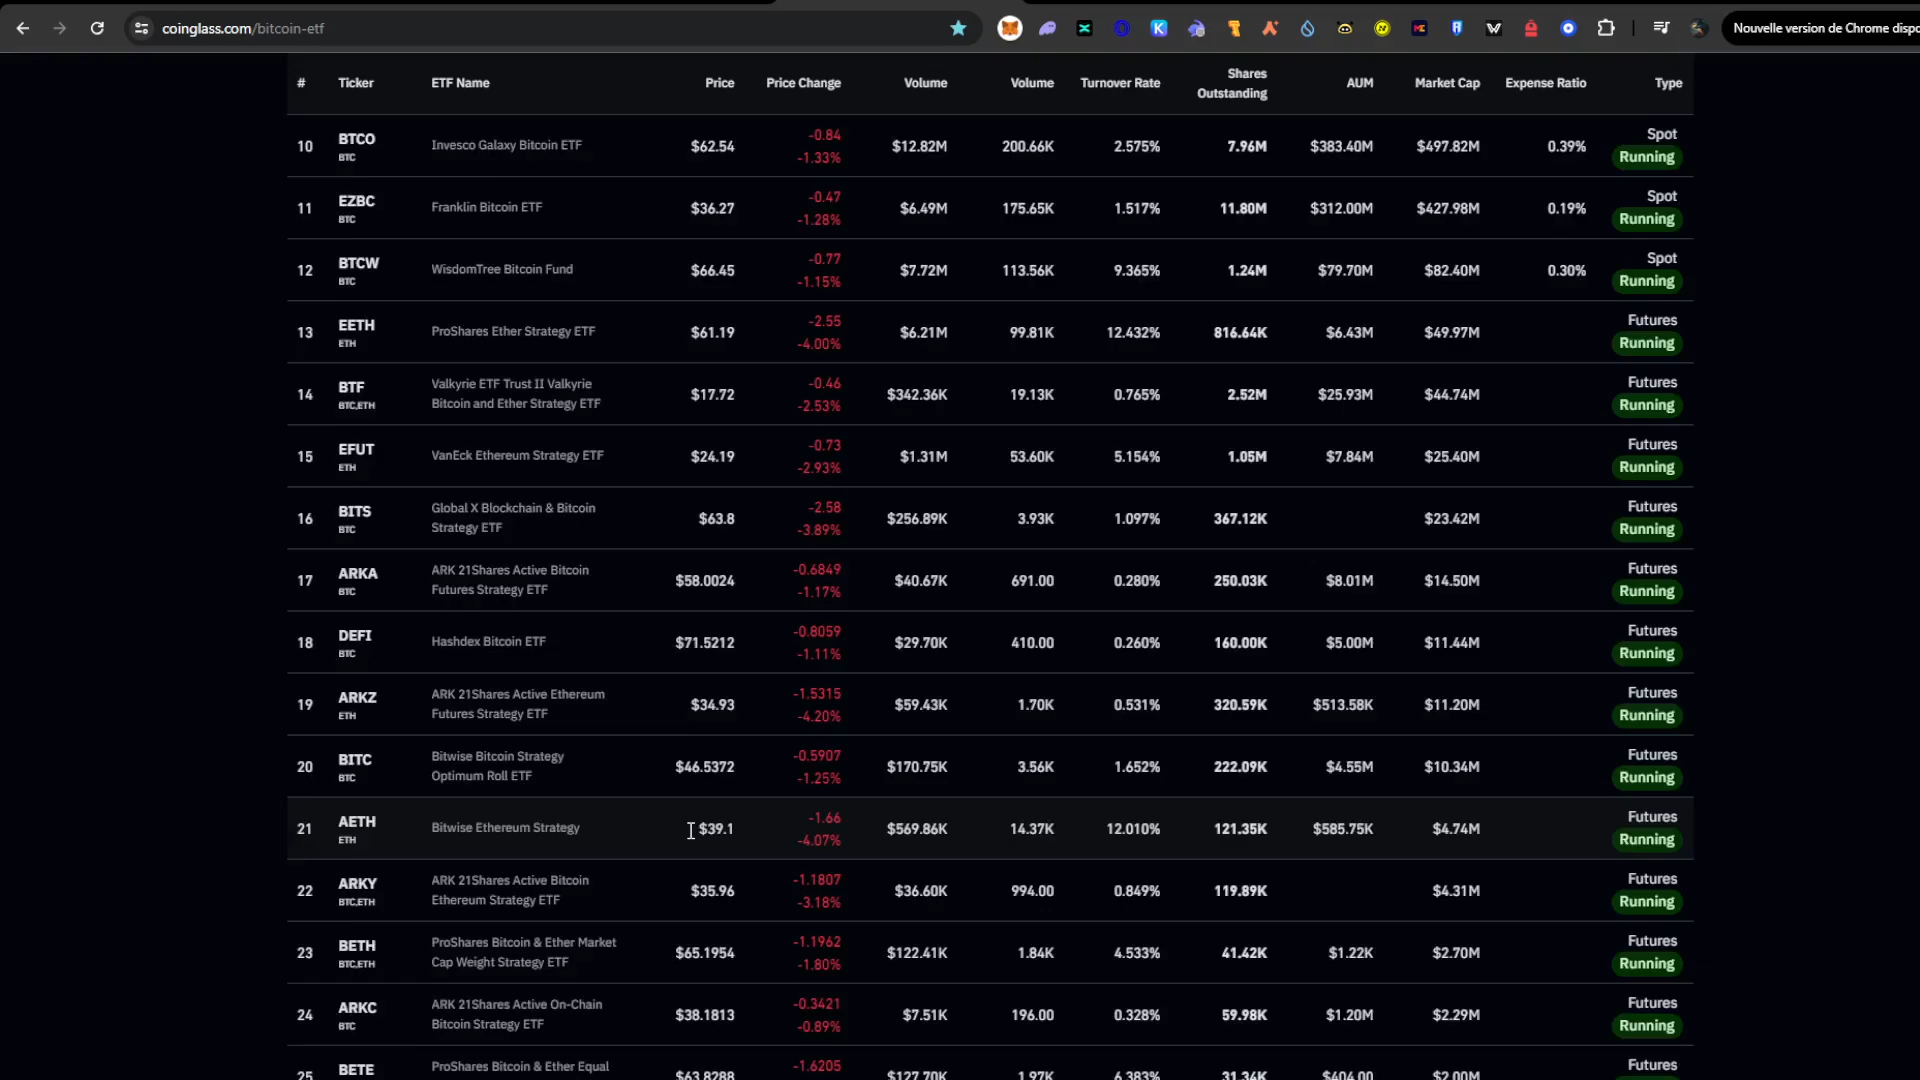 coinglass.com/bitcoin-etf
Nouvelle version de Chrome dispo
# Ticker ETF Name Price Price Change Volume Volume Turnover Rate Shares Outstanding AUM Market Cap Expense Ratio Type
10 BTCO BTC Invesco Galaxy Bitcoin ETF $62.54 -0.84 -1.33% $12.82M 200.66K 2.575% 7.96M $383.40M $497.82M 0.39% Spot Running
11 EZBC BTC Franklin Bitcoin ETF $36.27 -0.47 -1.28% $6.49M 175.65K 1.517% 11.80M $312.00M $427.98M 0.19% Spot Running
12 BTCW BTC WisdomTree Bitcoin Fund $66.45 -0.77 -1.15% $7.72M 113.56K 9.365% 1.24M $79.70M $82.40M 0.30% Spot Running
13 EETH ETH ProShares Ether Strategy ETF $61.19 -2.55 -4.00% $6.21M 99.81K 12.432% 816.64K $6.43M $49.97M Futures Running
14 BTF BTC,ETH Valkyrie ETF Trust II Valkyrie Bitcoin and Ether Strategy ETF $17.72 -0.46 -2.53% $342.36K 19.13K 0.765% 2.52M $25.93M $44.74M Futures Running
15 EFUT ETH VanEck Ethereum Strategy ETF $24.19 -0.73 -2.93% $1.31M 53.60K 5.154% 1.05M $7.84M $25.40M Futures Running
16 BITS BTC Global X Blockchain & Bitcoin Strategy ETF $63.8 -2.58 -3.89% $256.89K 3.93K 1.097% 367.12K $23.42M Futures Running
17 ARKA BTC ARK 21Shares Active Bitcoin Futures Strategy ETF $58.0024 -0.6849 -1.17% $40.67K 691.00 0.280% 250.03K $8.01M $14.50M Futures Running
18 DEFI BTC Hashdex Bitcoin ETF $71.5212 -0.8059 -1.11% $29.70K 410.00 0.260% 160.00K $5.00M $11.44M Futures Running
19 ARKZ ETH ARK 21Shares Active Ethereum Futures Strategy ETF $34.93 -1.5315 -4.20% $59.43K 1.70K 0.531% 320.59K $513.58K $11.20M Futures Running
20 BITC BTC Bitwise Bitcoin Strategy Optimum Roll ETF $46.5372 -0.5907 -1.25% $170.75K 3.56K 1.652% 222.09K $4.55M $10.34M Futures Running
21 AETH ETH Bitwise Ethereum Strategy $39.1 -1.66 -4.07% $569.86K 14.37K 12.010% 121.35K $585.75K $4.74M Futures Running
22 ARKY BTC,ETH ARK 21Shares Active Bitcoin Ethereum Strategy ETF $35.96 -1.1807 -3.18% $36.60K 994.00 0.849% 119.89K $4.31M Futures Running
23 BETH BTC,ETH ProShares Bitcoin & Ether Market Cap Weight Strategy ETF $65.1954 -1.1962 -1.80% $122.41K 1.84K 4.533% 41.42K $1.22K $2.70M Futures Running
24 ARKC BTC ARK 21Shares Active On-Chain Bitcoin Strategy ETF $38.1813 -0.3421 -0.89% $7.51K 196.00 0.328% 59.98K $1.20M $2.29M Futures Running
25 BETE ProShares Bitcoin & Ether Equal $63.8288 -1.6205 $127.70K 1.97K 6.383% 31.34K $404.00 $2.00M Futures